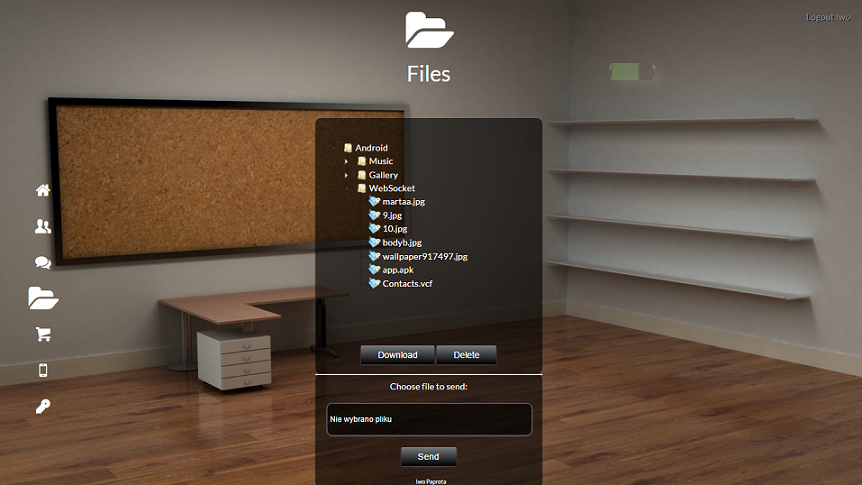 Logout Iwo
Files
Android
Music
Gallery
WebSocket
martaa.jpg
9.jpg
10.jpg
bodyb.jpg
wallpaper917497.jpg
app.apk
Contacts.vcf
Download Delete
Choose file to send:
Nie wybrano pliku
Send
Iwo Paprota